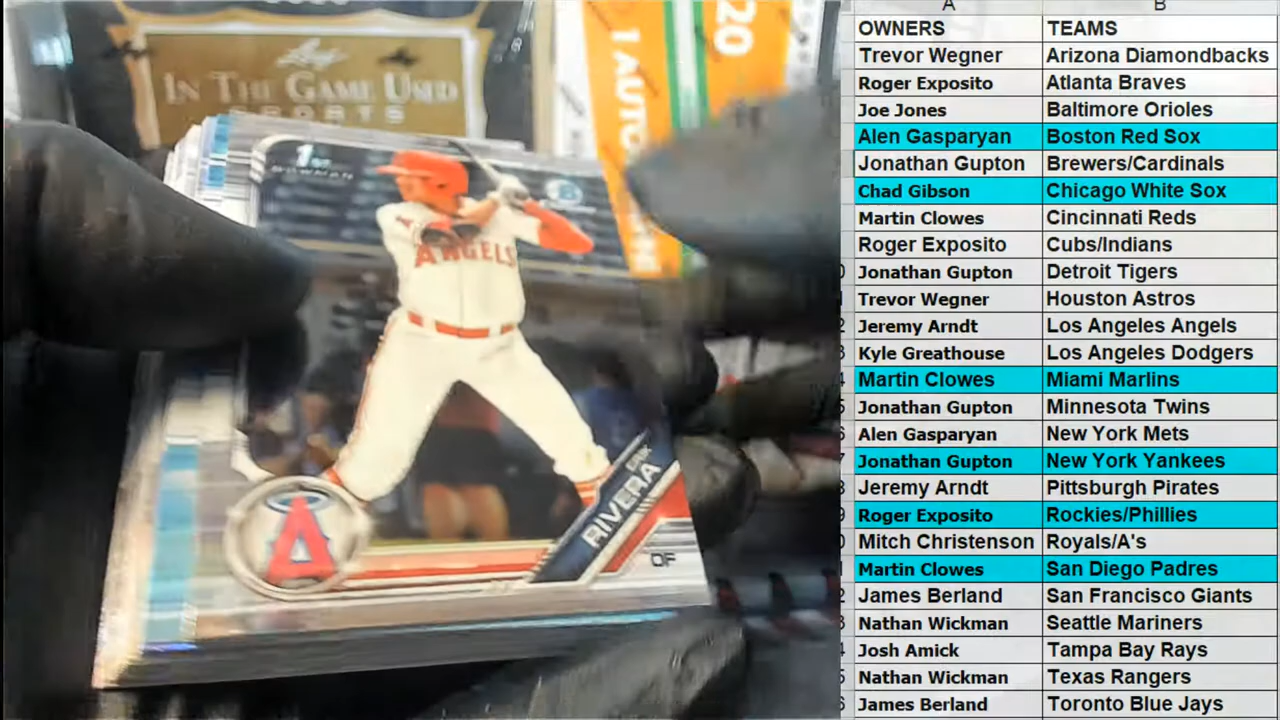 Leaf
IN THE GAME USED
SPORTS
20
1 AUTO
1ST
BOWMAN
ANGELS
A
ERIK
RIVERA
OF
A B
OWNERS TEAMS
Trevor Wegner Arizona Diamondbacks
Roger Exposito Atlanta Braves
Joe Jones Baltimore Orioles
Alen Gasparyan Boston Red Sox
Jonathan Gupton Brewers/Cardinals
Chad Gibson Chicago White Sox
Martin Clowes Cincinnati Reds
Roger Exposito Cubs/Indians
Jonathan Gupton Detroit Tigers
Trevor Wegner Houston Astros
Jeremy Arndt Los Angeles Angels
Kyle Greathouse Los Angeles Dodgers
Martin Clowes Miami Marlins
Jonathan Gupton Minnesota Twins
Alen Gasparyan New York Mets
Jonathan Gupton New York Yankees
Jeremy Arndt Pittsburgh Pirates
Roger Exposito Rockies/Phillies
Mitch Christenson Royals/A's
Martin Clowes San Diego Padres
James Berland San Francisco Giants
Nathan Wickman Seattle Mariners
Josh Amick Tampa Bay Rays
Nathan Wickman Texas Rangers
James Berland Toronto Blue Jays